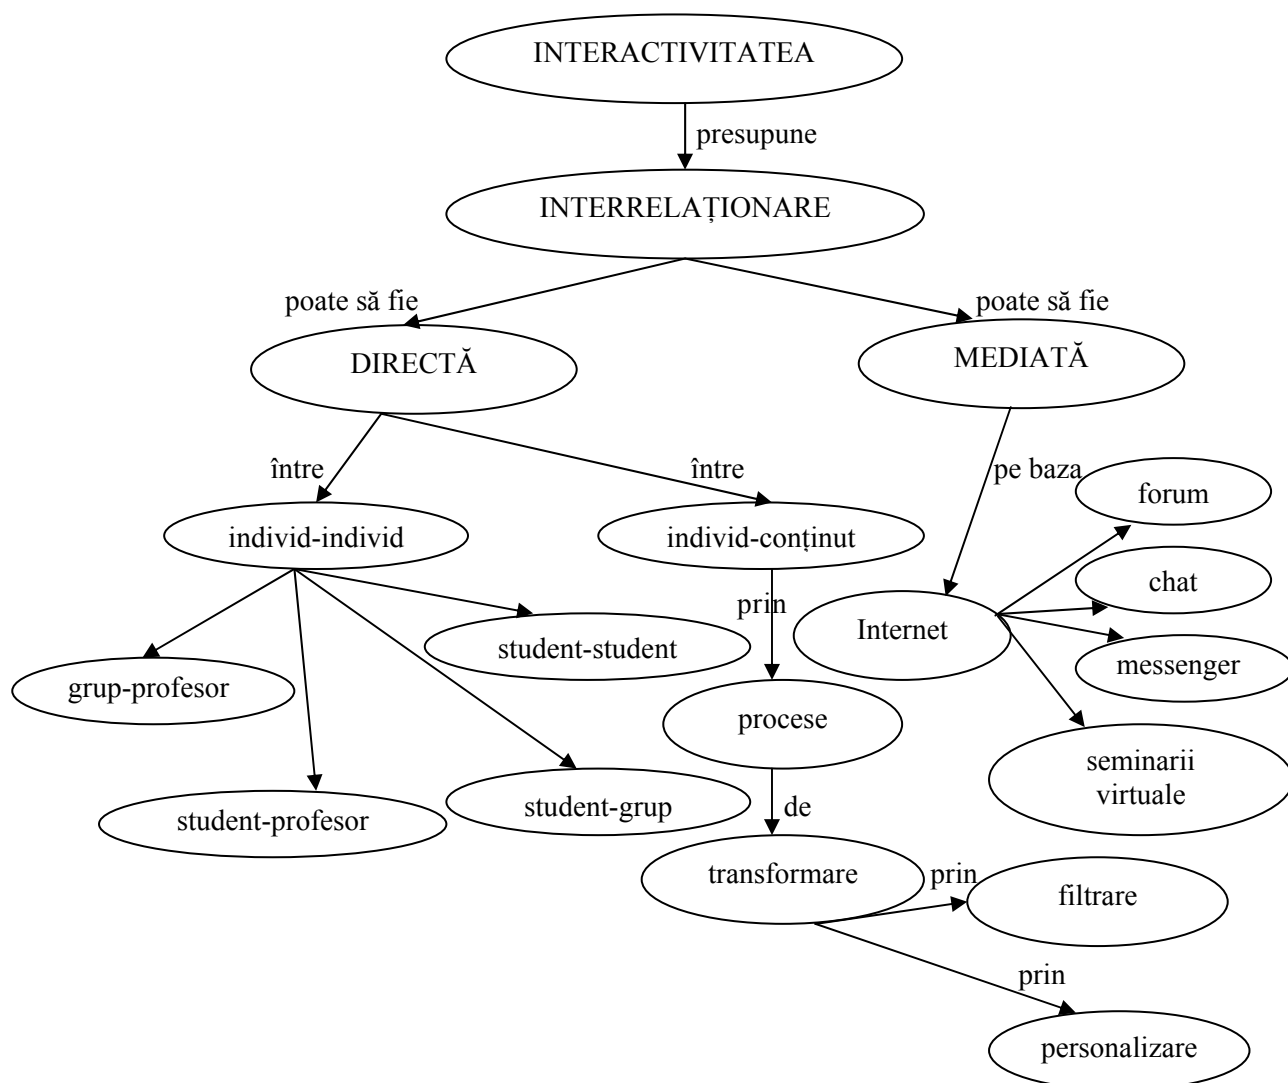 INTERACTIVITATEA
presupune
INTERRELAȚIONARE
poate să fie
poate să fie
DIRECTĂ
MEDIATĂ
între
între
pe baza
forum
individ-individ
individ-conținut
chat
prin
Internet
student-student
messenger
grup-profesor
procese
seminarii
virtuale
student-grup
de
student-profesor
transformare
prin
filtrare
prin
personalizare